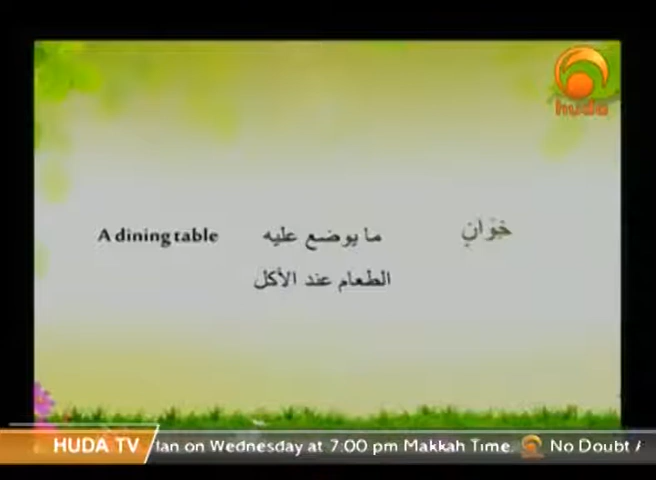 huda
خِوَانٍ
ما يوضع عليه
الطعام عند الأكل
A dining table
HUDA TV
lan on Wednesday at 7:00 pm Makkah Time.
No Doubt